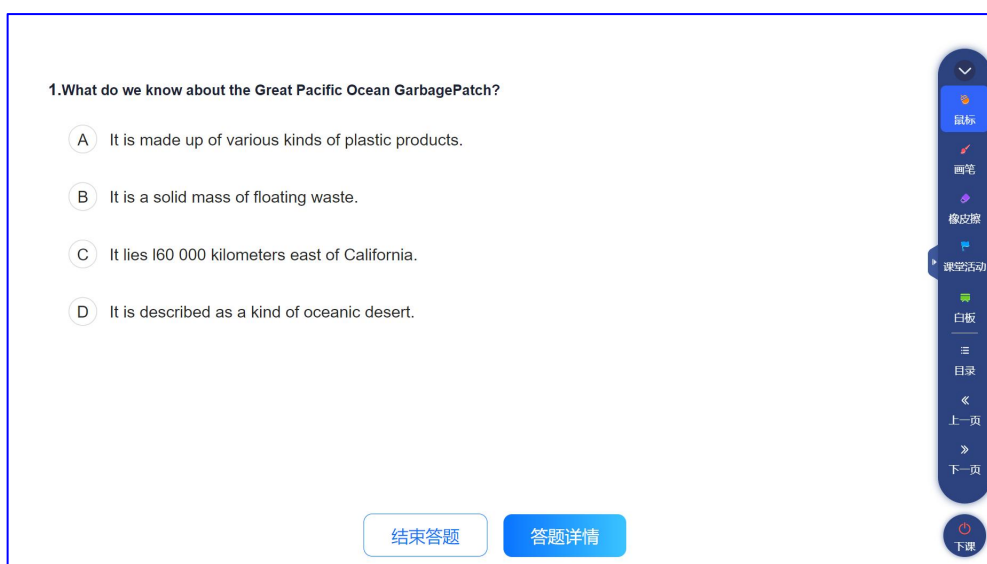 1.What do we know about the Great Pacific Ocean GarbagePatch?
A It is made up of various kinds of plastic products.
B It is a solid mass of floating waste.
C It lies l60 000 kilometers east of California.
D It is described as a kind of oceanic desert.
结束答题
答题详情
鼠标
画笔
橡皮擦
课堂活动
白板
目录
上一页
下一页
下课